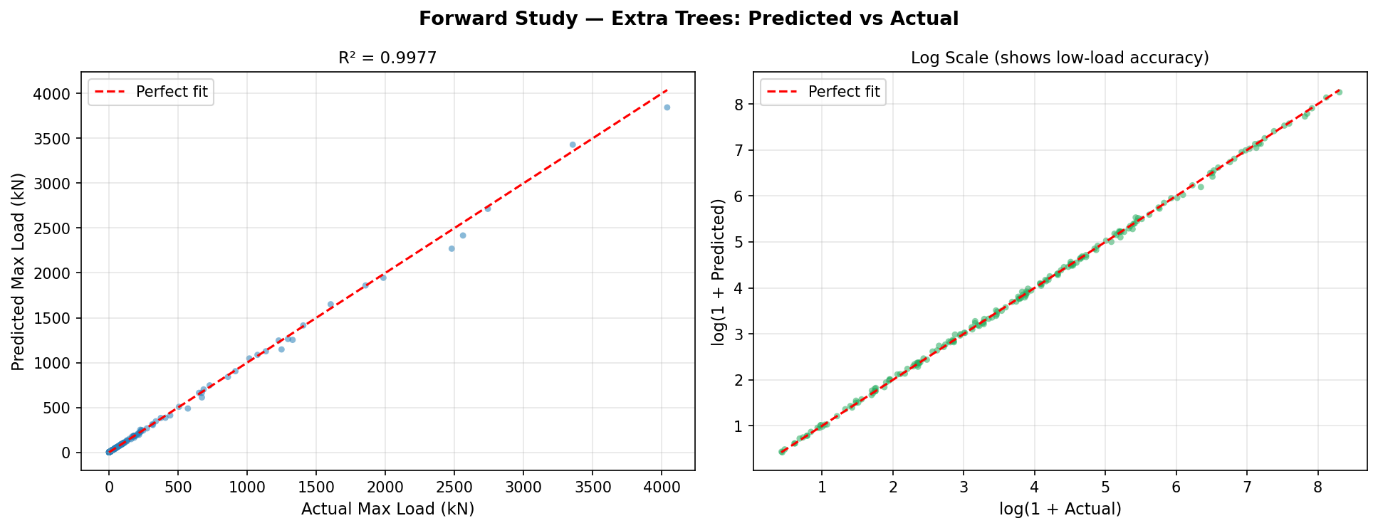 Forward Study — Extra Trees: Predicted vs Actual
R² = 0.9977
Perfect fit
Predicted Max Load (kN)
4000
3500
3000
2500
2000
1500
1000
500
0
0 500 1000 1500 2000 2500 3000 3500 4000
Actual Max Load (kN)
Log Scale (shows low-load accuracy)
Perfect fit
log(1 + Predicted)
8
7
6
5
4
3
2
1
1 2 3 4 5 6 7 8
log(1 + Actual)